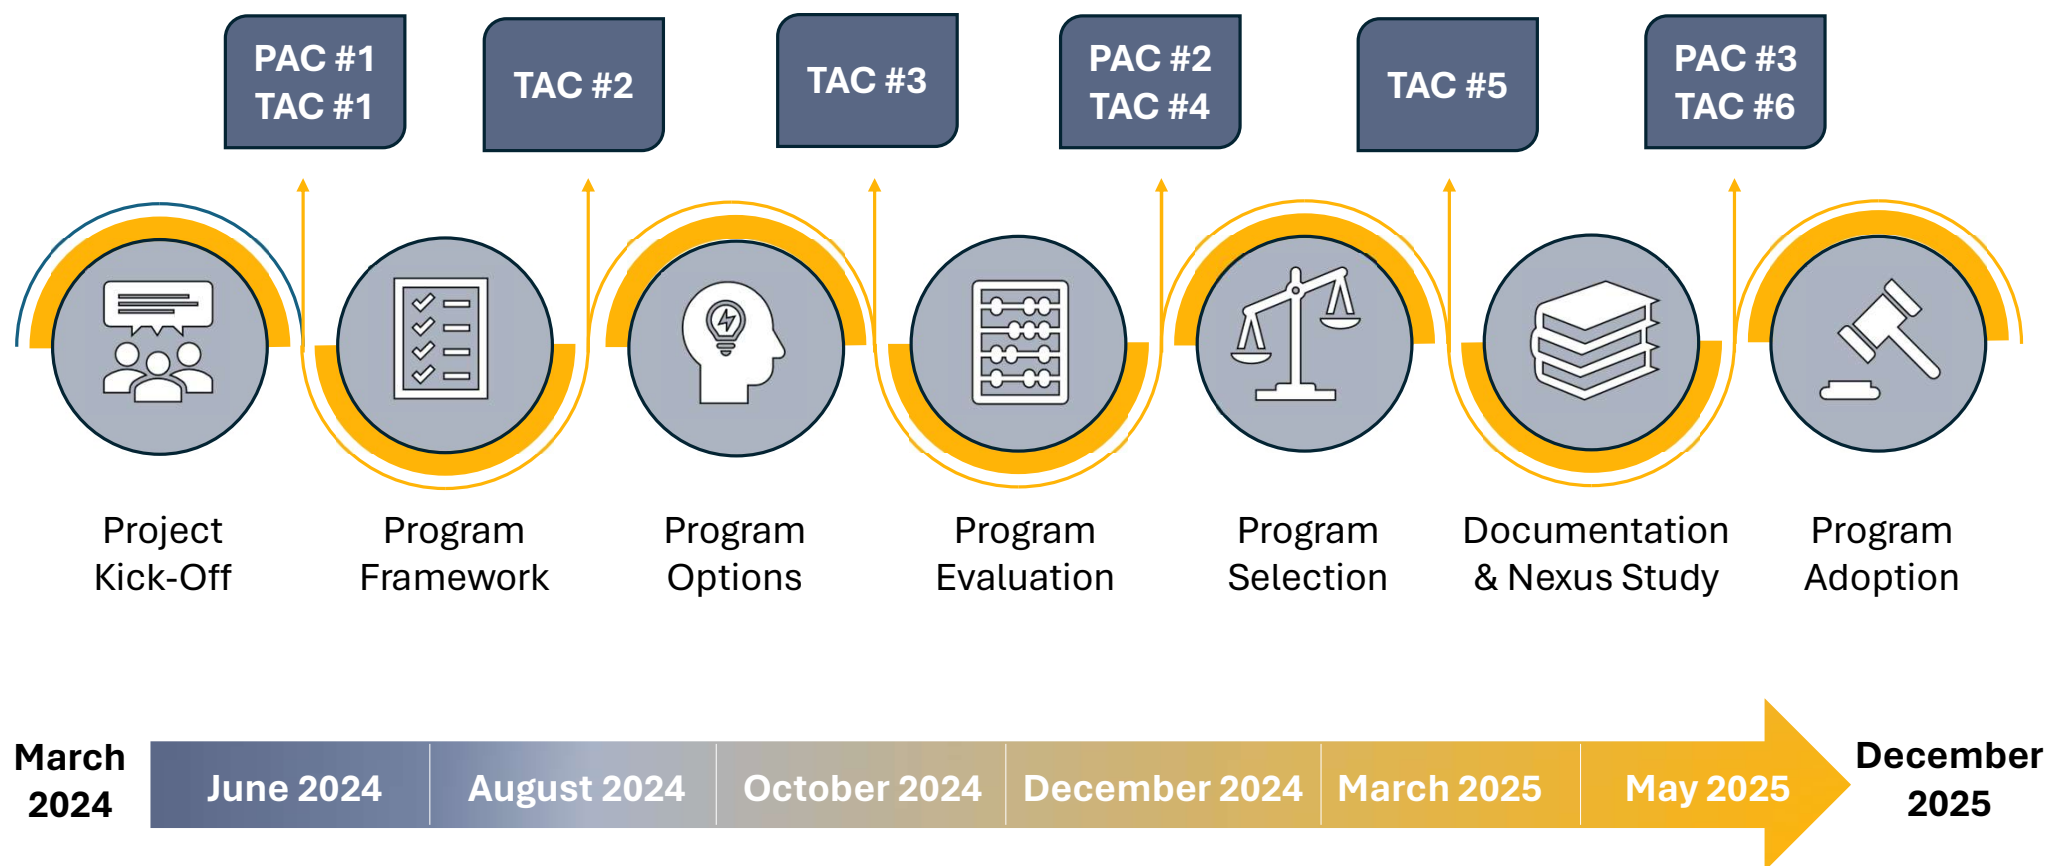 PAC #1
TAC #1
TAC #2
TAC #3
PAC #2
TAC #4
TAC #5
PAC #3
TAC #6
Project
Kick-Off
Program
Framework
Program
Options
Program
Evaluation
Program
Selection
Documentation
& Nexus Study
Program
Adoption
March
2024
June 2024
August 2024
October 2024
December 2024
March 2025
May 2025
December
2025